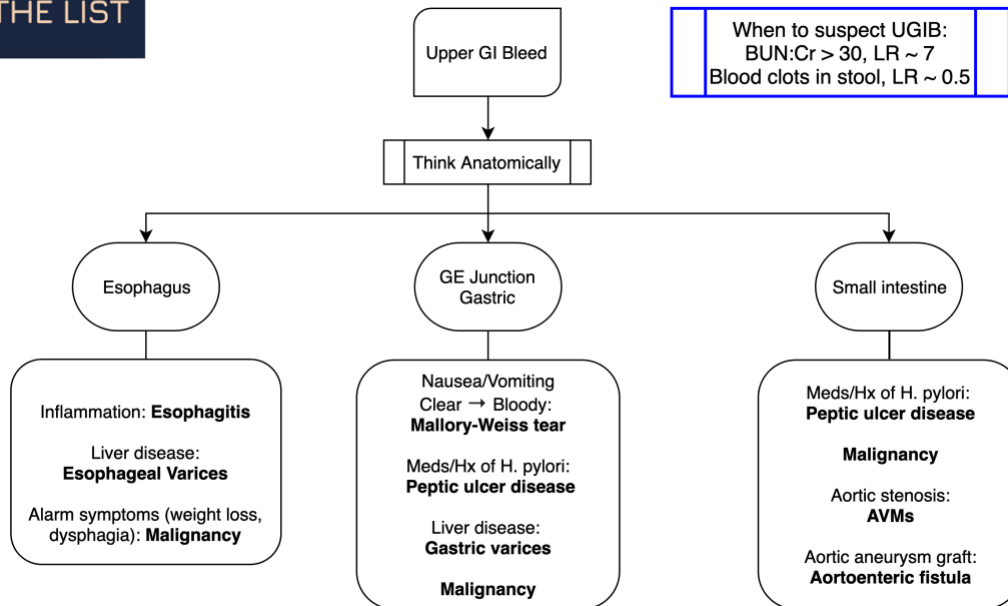 THE LIST
Upper GI Bleed
When to suspect UGIB:
BUN:Cr > 30, LR ~ 7
Blood clots in stool, LR ~ 0.5
Think Anatomically
Esophagus
GE Junction
Gastric
Small intestine
Inflammation: Esophagitis
Liver disease:
Esophageal Varices
Alarm symptoms (weight loss,
dysphagia): Malignancy
Nausea/Vomiting
Clear → Bloody:
Mallory-Weiss tear
Meds/Hx of H. pylori:
Peptic ulcer disease
Liver disease:
Gastric varices
Malignancy
Meds/Hx of H. pylori:
Peptic ulcer disease
Malignancy
Aortic stenosis:
AVMs
Aortic aneurysm graft:
Aortoenteric fistula